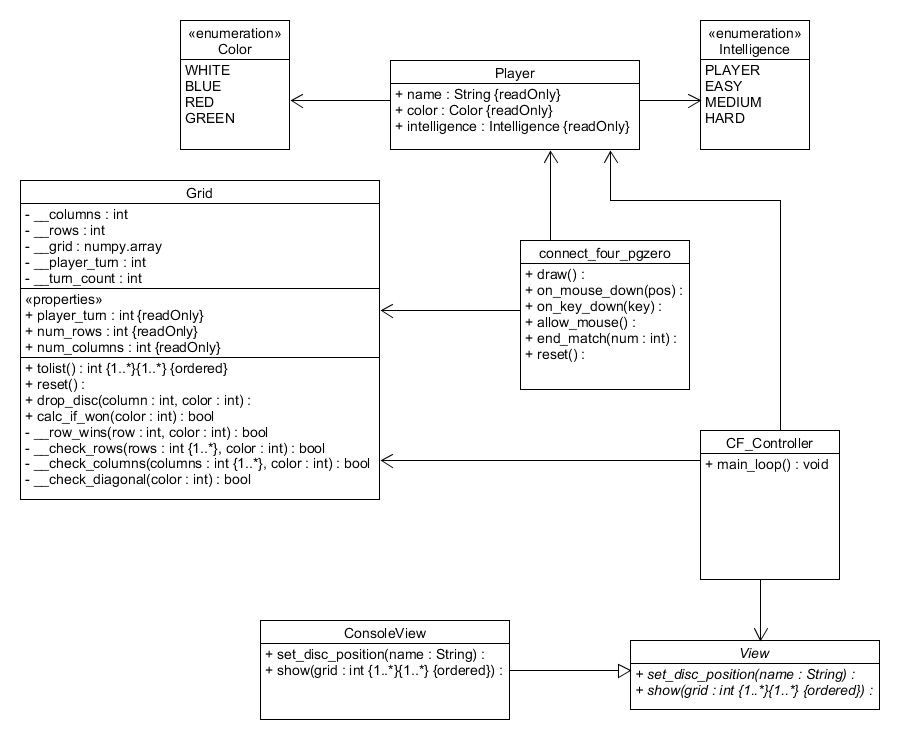 «enumeration»
Color
WHITE
BLUE
RED
GREEN
Player
+ name : String {readOnly}
+ color : Color {readOnly}
+ intelligence : Intelligence {readOnly}
«enumeration»
Intelligence
PLAYER
EASY
MEDIUM
HARD
Grid
- __columns : int
- __rows : int
- __grid : numpy.array
- __player_turn : int
- __turn_count : int
«properties»
+ player_turn : int {readOnly}
+ num_rows : int {readOnly}
+ num_columns : int {readOnly}
+ tolist() : int {1..*}{1..*} {ordered}
+ reset() :
+ drop_disc(column : int, color : int) :
+ calc_if_won(color : int) : bool
- __row_wins(row : int, color : int) : bool
- __check_rows(rows : int {1..*}, color : int) : bool
- __check_columns(columns : int {1..*}, color : int) : bool
- __check_diagonal(color : int) : bool
connect_four_pgzero
+ draw() :
+ on_mouse_down(pos) :
+ on_key_down(key) :
+ allow_mouse() :
+ end_match(num : int) :
+ reset() :
CF_Controller
+ main_loop() : void
ConsoleView
+ set_disc_position(name : String) :
+ show(grid : int {1..*}{1..*} {ordered}) :
View
+ set_disc_position(name : String) :
+ show(grid : int {1..*}{1..*} {ordered}) :